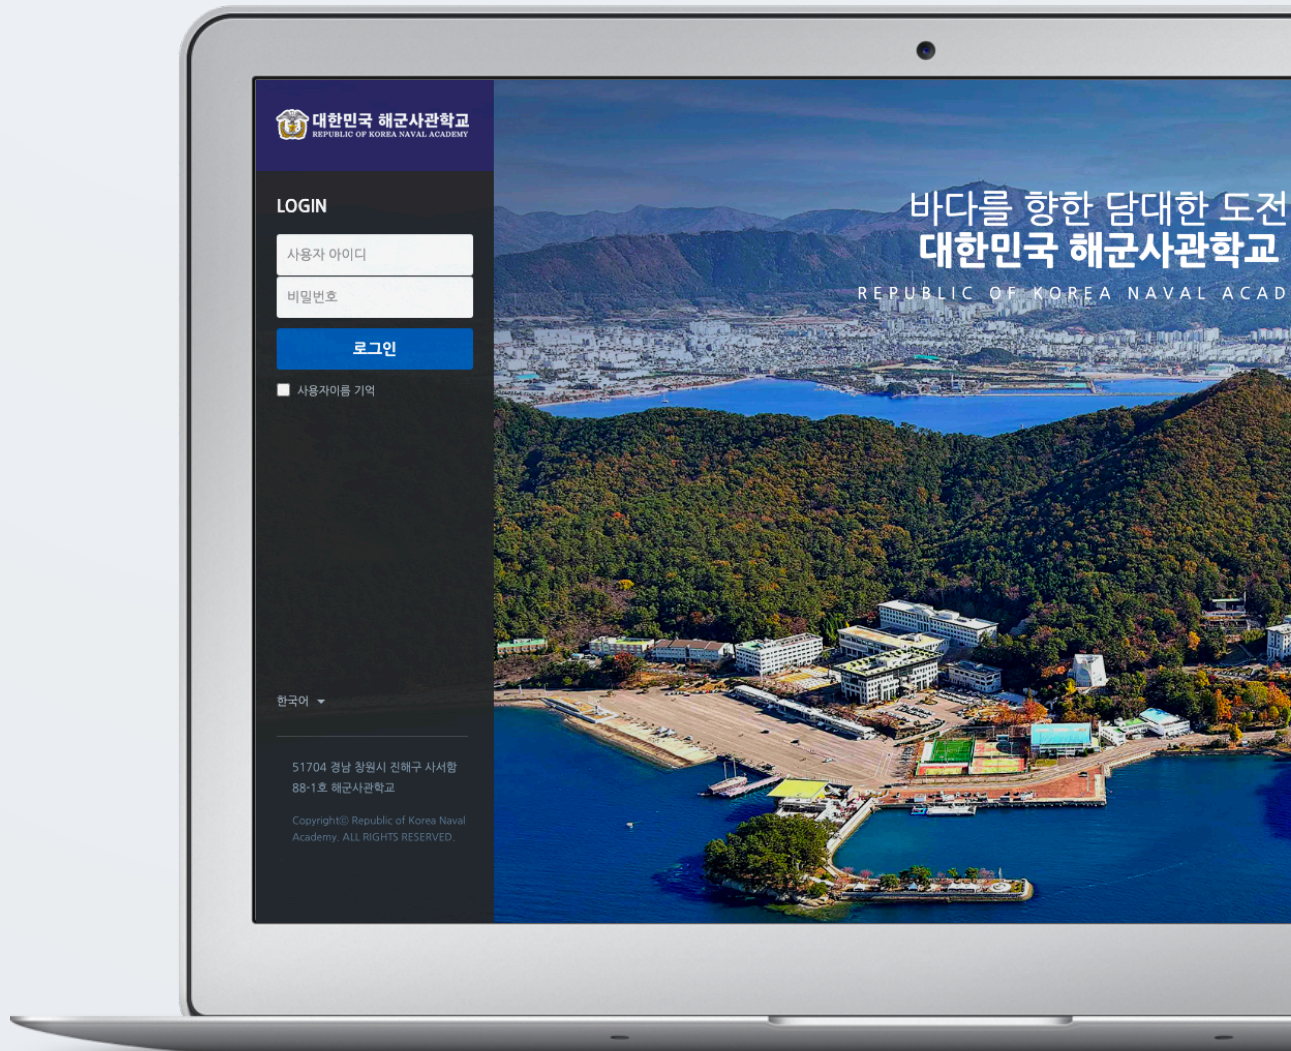 대한민국 해군사관학교
REPUBLIC OF KOREA NAVAL ACADEMY
LOGIN
사용자 아이디
비밀번호
로그인
사용자이름 기억
한국어
51704 경남 창원시 진해구 사서함
88-1호 해군사관학교
Copyright© Republic of Korea Naval
Academy. ALL RIGHTS RESERVED.
바다를 향한 담대한 도전
대한민국 해군사관학교
REPUBLIC OF KOREA NAVAL ACAD